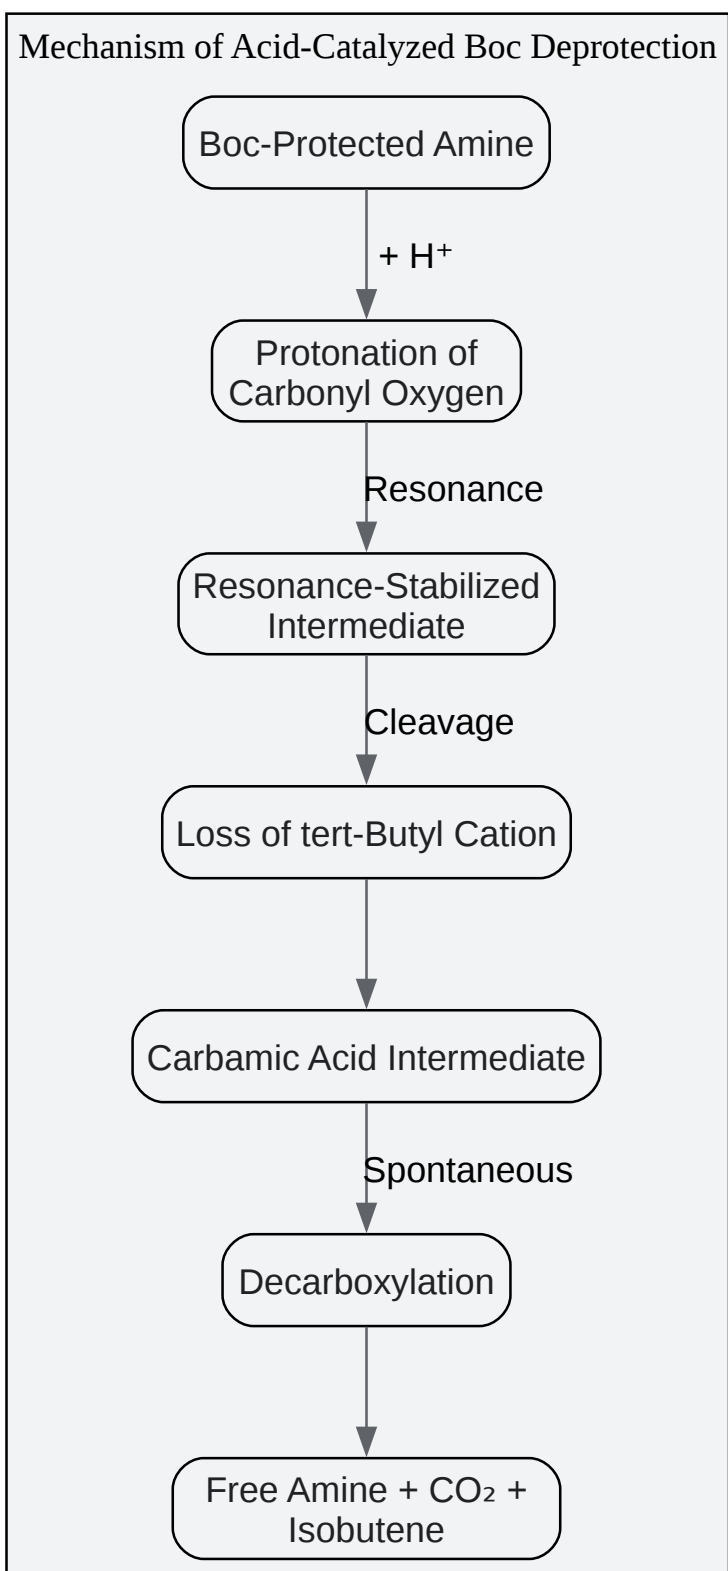 Mechanism of Acid-Catalyzed Boc Deprotection
Boc-Protected Amine
+ H⁺
Protonation of
Carbonyl Oxygen
Resonance
Resonance-Stabilized
Intermediate
Cleavage
Loss of tert-Butyl Cation
Carbamic Acid Intermediate
Spontaneous
Decarboxylation
Free Amine + CO₂ +
Isobutene